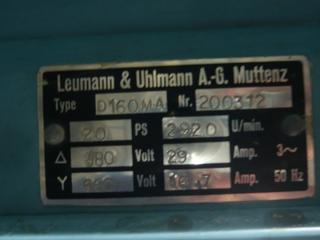 Leumann & Uhlmann A.-G. Muttenz
Type D160MA Nr. 200312
20 PS 2920 U/min.
△ 380 Volt 29 Amp. 3~
Y Volt Amp. 50 Hz